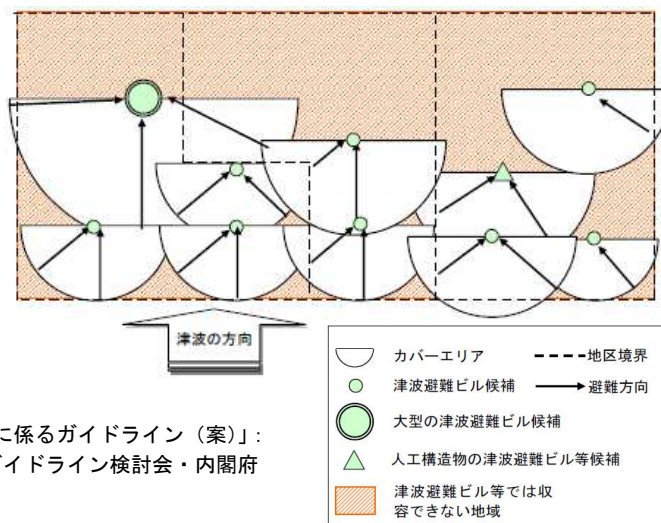 津波の方向
カバーエリア
地区境界
津波避難ビル候補
避難方向
大型の津波避難ビル候補
人工構造物の津波避難ビル等候補
津波避難ビル等では収
容できない地域
に係るガイドライン（案）」:
ガイドライン検討会・内閣府